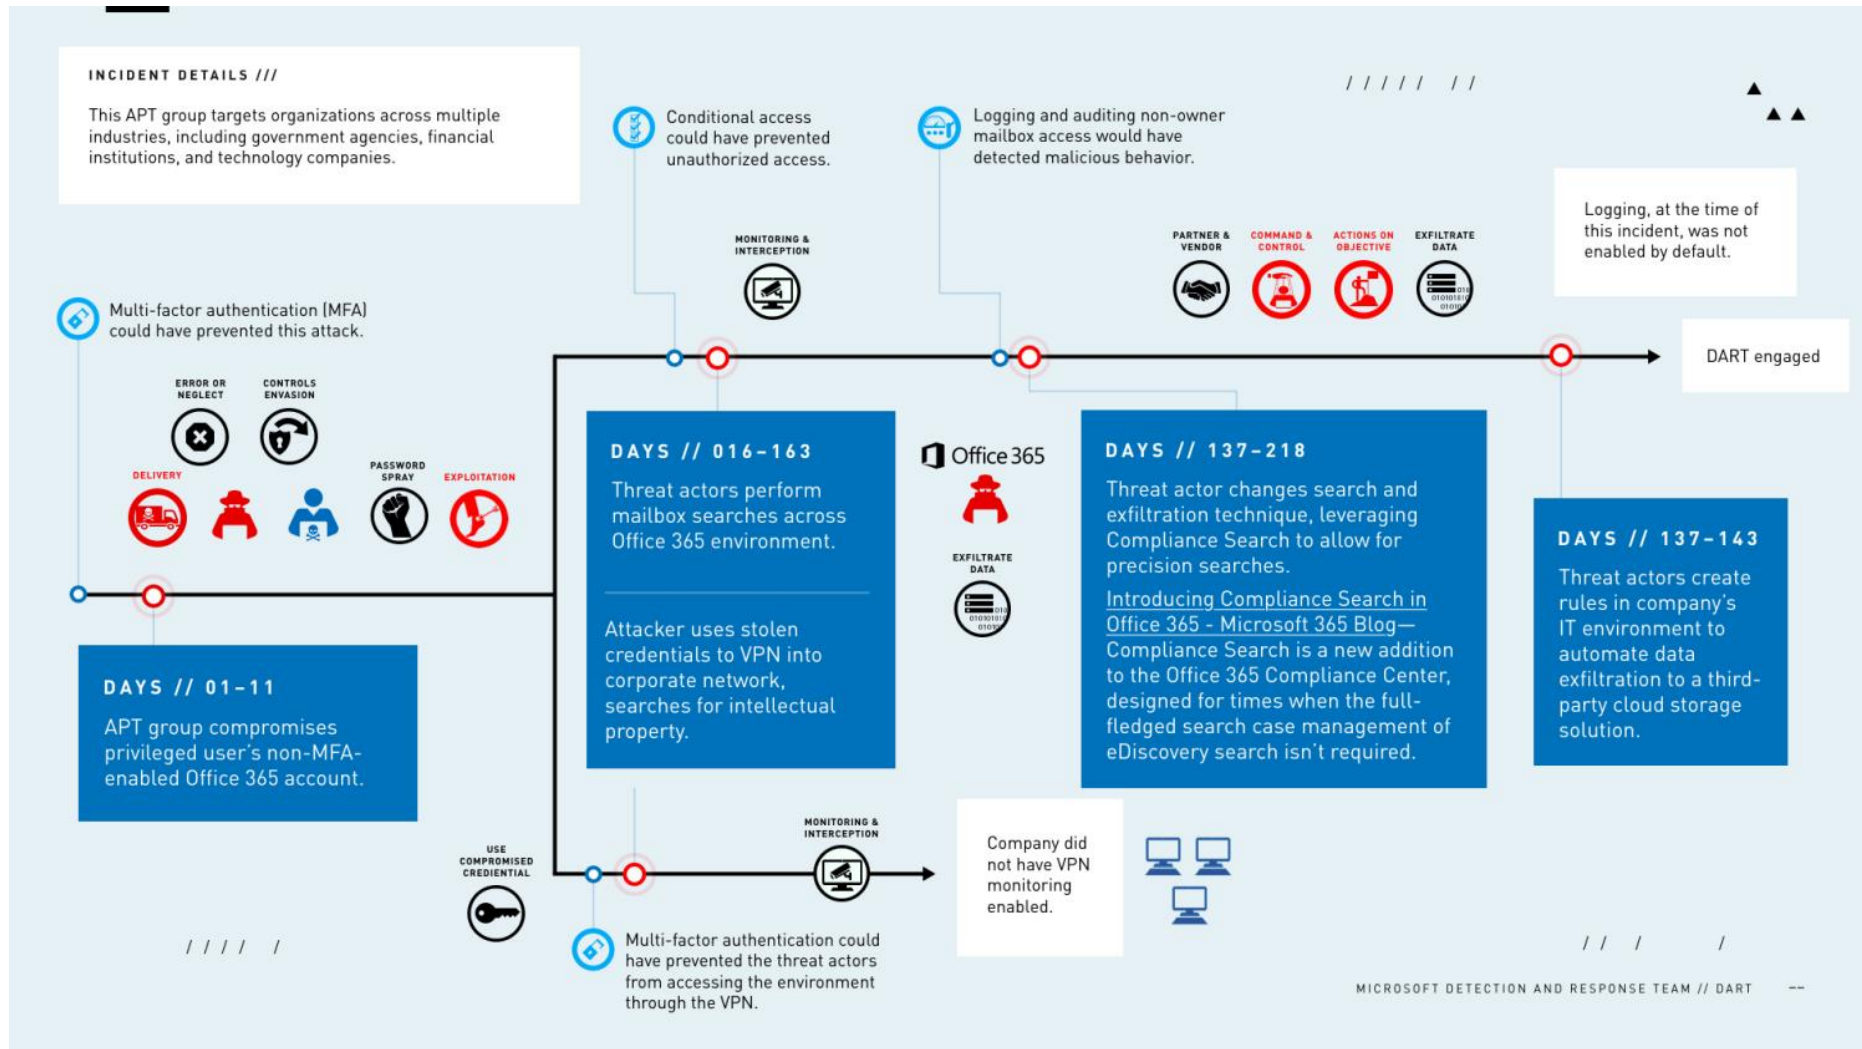 INCIDENT DETAILS ///
This APT group targets organizations across multiple
industries, including government agencies, financial
institutions, and technology companies.
Conditional access
could have prevented
unauthorized access.
Logging and auditing non-owner
mailbox access would have
detected malicious behavior.
///// //
Logging, at the time of
this incident, was not
enabled by default.
MONITORING &
INTERCEPTION
PARTNER &
VENDOR
COMMAND &
CONTROL
ACTIONS ON
OBJECTIVE
EXFILTRATE
DATA
Multi-factor authentication (MFA)
could have prevented this attack.
DART engaged
ERROR OR
NEGLECT
CONTROLS
ENVASION
DELIVERY
PASSWORD
SPRAY
EXPLOITATION
DAYS // 01-11
APT group compromises
privileged user's non-MFA-
enabled Office 365 account.
DAYS // 016-163
Threat actors perform
mailbox searches across
Office 365 environment.
Attacker uses stolen
credentials to VPN into
corporate network,
searches for intellectual
property.
Office 365
EXFILTRATE
DATA
DAYS // 137-218
Threat actor changes search and
exfiltration technique, leveraging
Compliance Search to allow for
precision searches.
Introducing Compliance Search in
Office 365 - Microsoft 365 Blog—
Compliance Search is a new addition
to the Office 365 Compliance Center,
designed for times when the full-
fledged search case management of
eDiscovery search isn't required.
DAYS // 137-143
Threat actors create
rules in company's
IT environment to
automate data
exfiltration to a third-
party cloud storage
solution.
USE
COMPROMISED
CREDIENTIAL
MONITORING &
INTERCEPTION
Company did
not have VPN
monitoring
enabled.
Multi-factor authentication could
have prevented the threat actors
from accessing the environment
through the VPN.
//// /
// / /
MICROSOFT DETECTION AND RESPONSE TEAM // DART --